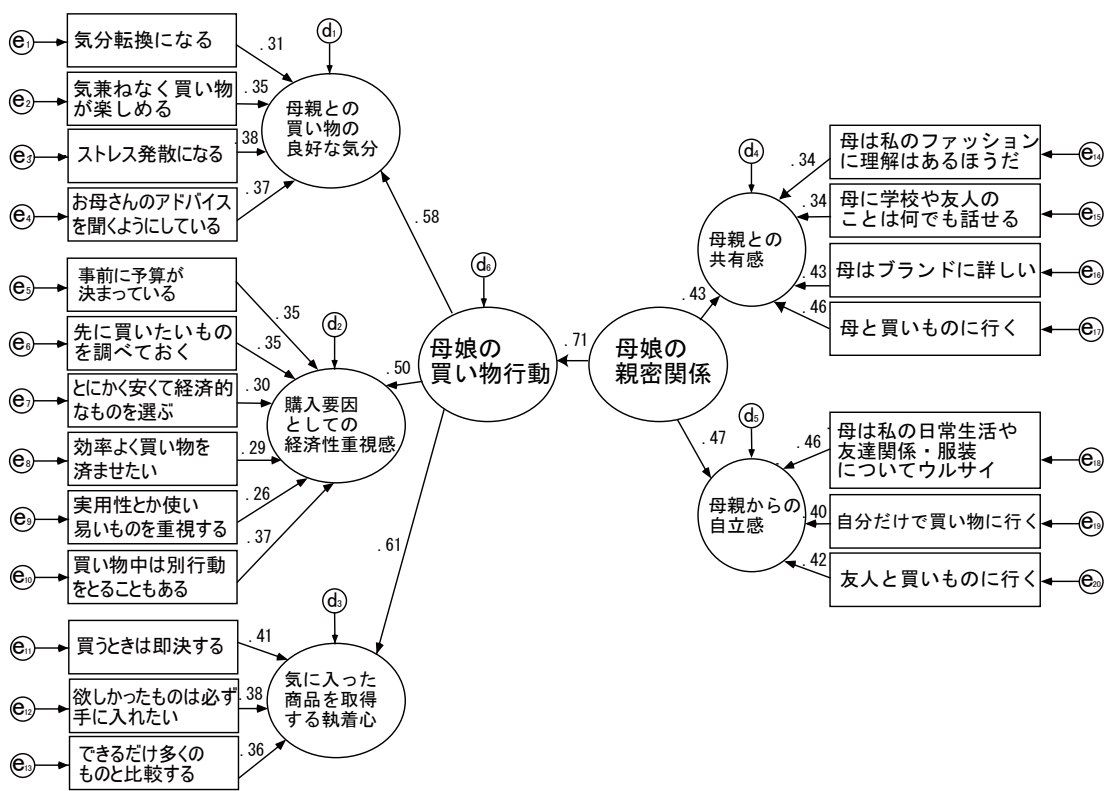 e₁
気分転換になる
.31
e₂
気兼ねなく買い物
が楽しめる
.35
e₃
ストレス発散になる
.38
e₄
お母さんのアドバイス
を聞くようにしている
.37
d₁
母親との
買い物の
良好な気分
.58
e₅
事前に予算が
決まっている
.35
e₆
先に買いたいもの
を調べておく
.35
e₇
とにかく安くて経済的
なものを選ぶ
.30
e₈
効率よく買い物を
済ませたい
.29
e₉
実用性とか使い
易いものを重視する
.26
e₁₀
買い物中は別行動
をとることもある
.37
d₂
購入要因
としての
経済性重視感
.50
e₁₁
買うときは即決する
.41
e₁₂
欲しかったものは必ず
手に入れたい
.38
e₁₃
できるだけ多くの
ものと比較する
.36
d₃
気に入った
商品を取得
する執着心
.61
d₆
母娘の
買い物行動
.71
母娘の
親密関係
.43
.47
d₄
母親との
共有感
.34
母は私のファッション
に理解はあるほうだ
e₁₄
.34
母に学校や友人の
ことは何でも話せる
e₁₅
.43
母はブランドに詳しい
e₁₆
.46
母と買いものに行く
e₁₇
d₅
母親からの
自立感
.46
母は私の日常生活や
友達関係・服装
についてウルサイ
e₁₈
.40
自分だけで買い物に行く
e₁₉
.42
友人と買いものに行く
e₂₀